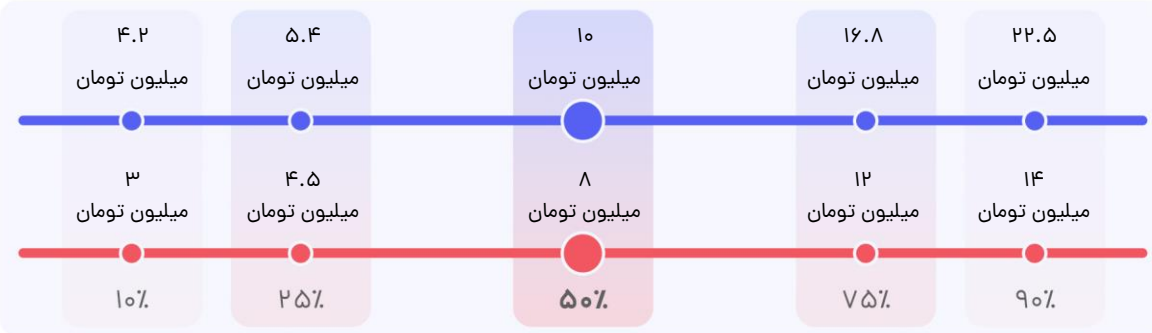 ۴.۲ ۵.۴ ۱۰ ۱۶.۸ ۲۲.۵
میلیون تومان میلیون تومان میلیون تومان میلیون تومان میلیون تومان
۳ ۴.۵ ۸ ۱۲ ۱۴
میلیون تومان میلیون تومان میلیون تومان میلیون تومان میلیون تومان
۱۰٪ ۲۵٪ ۵۰٪ ۷۵٪ ۹۰٪